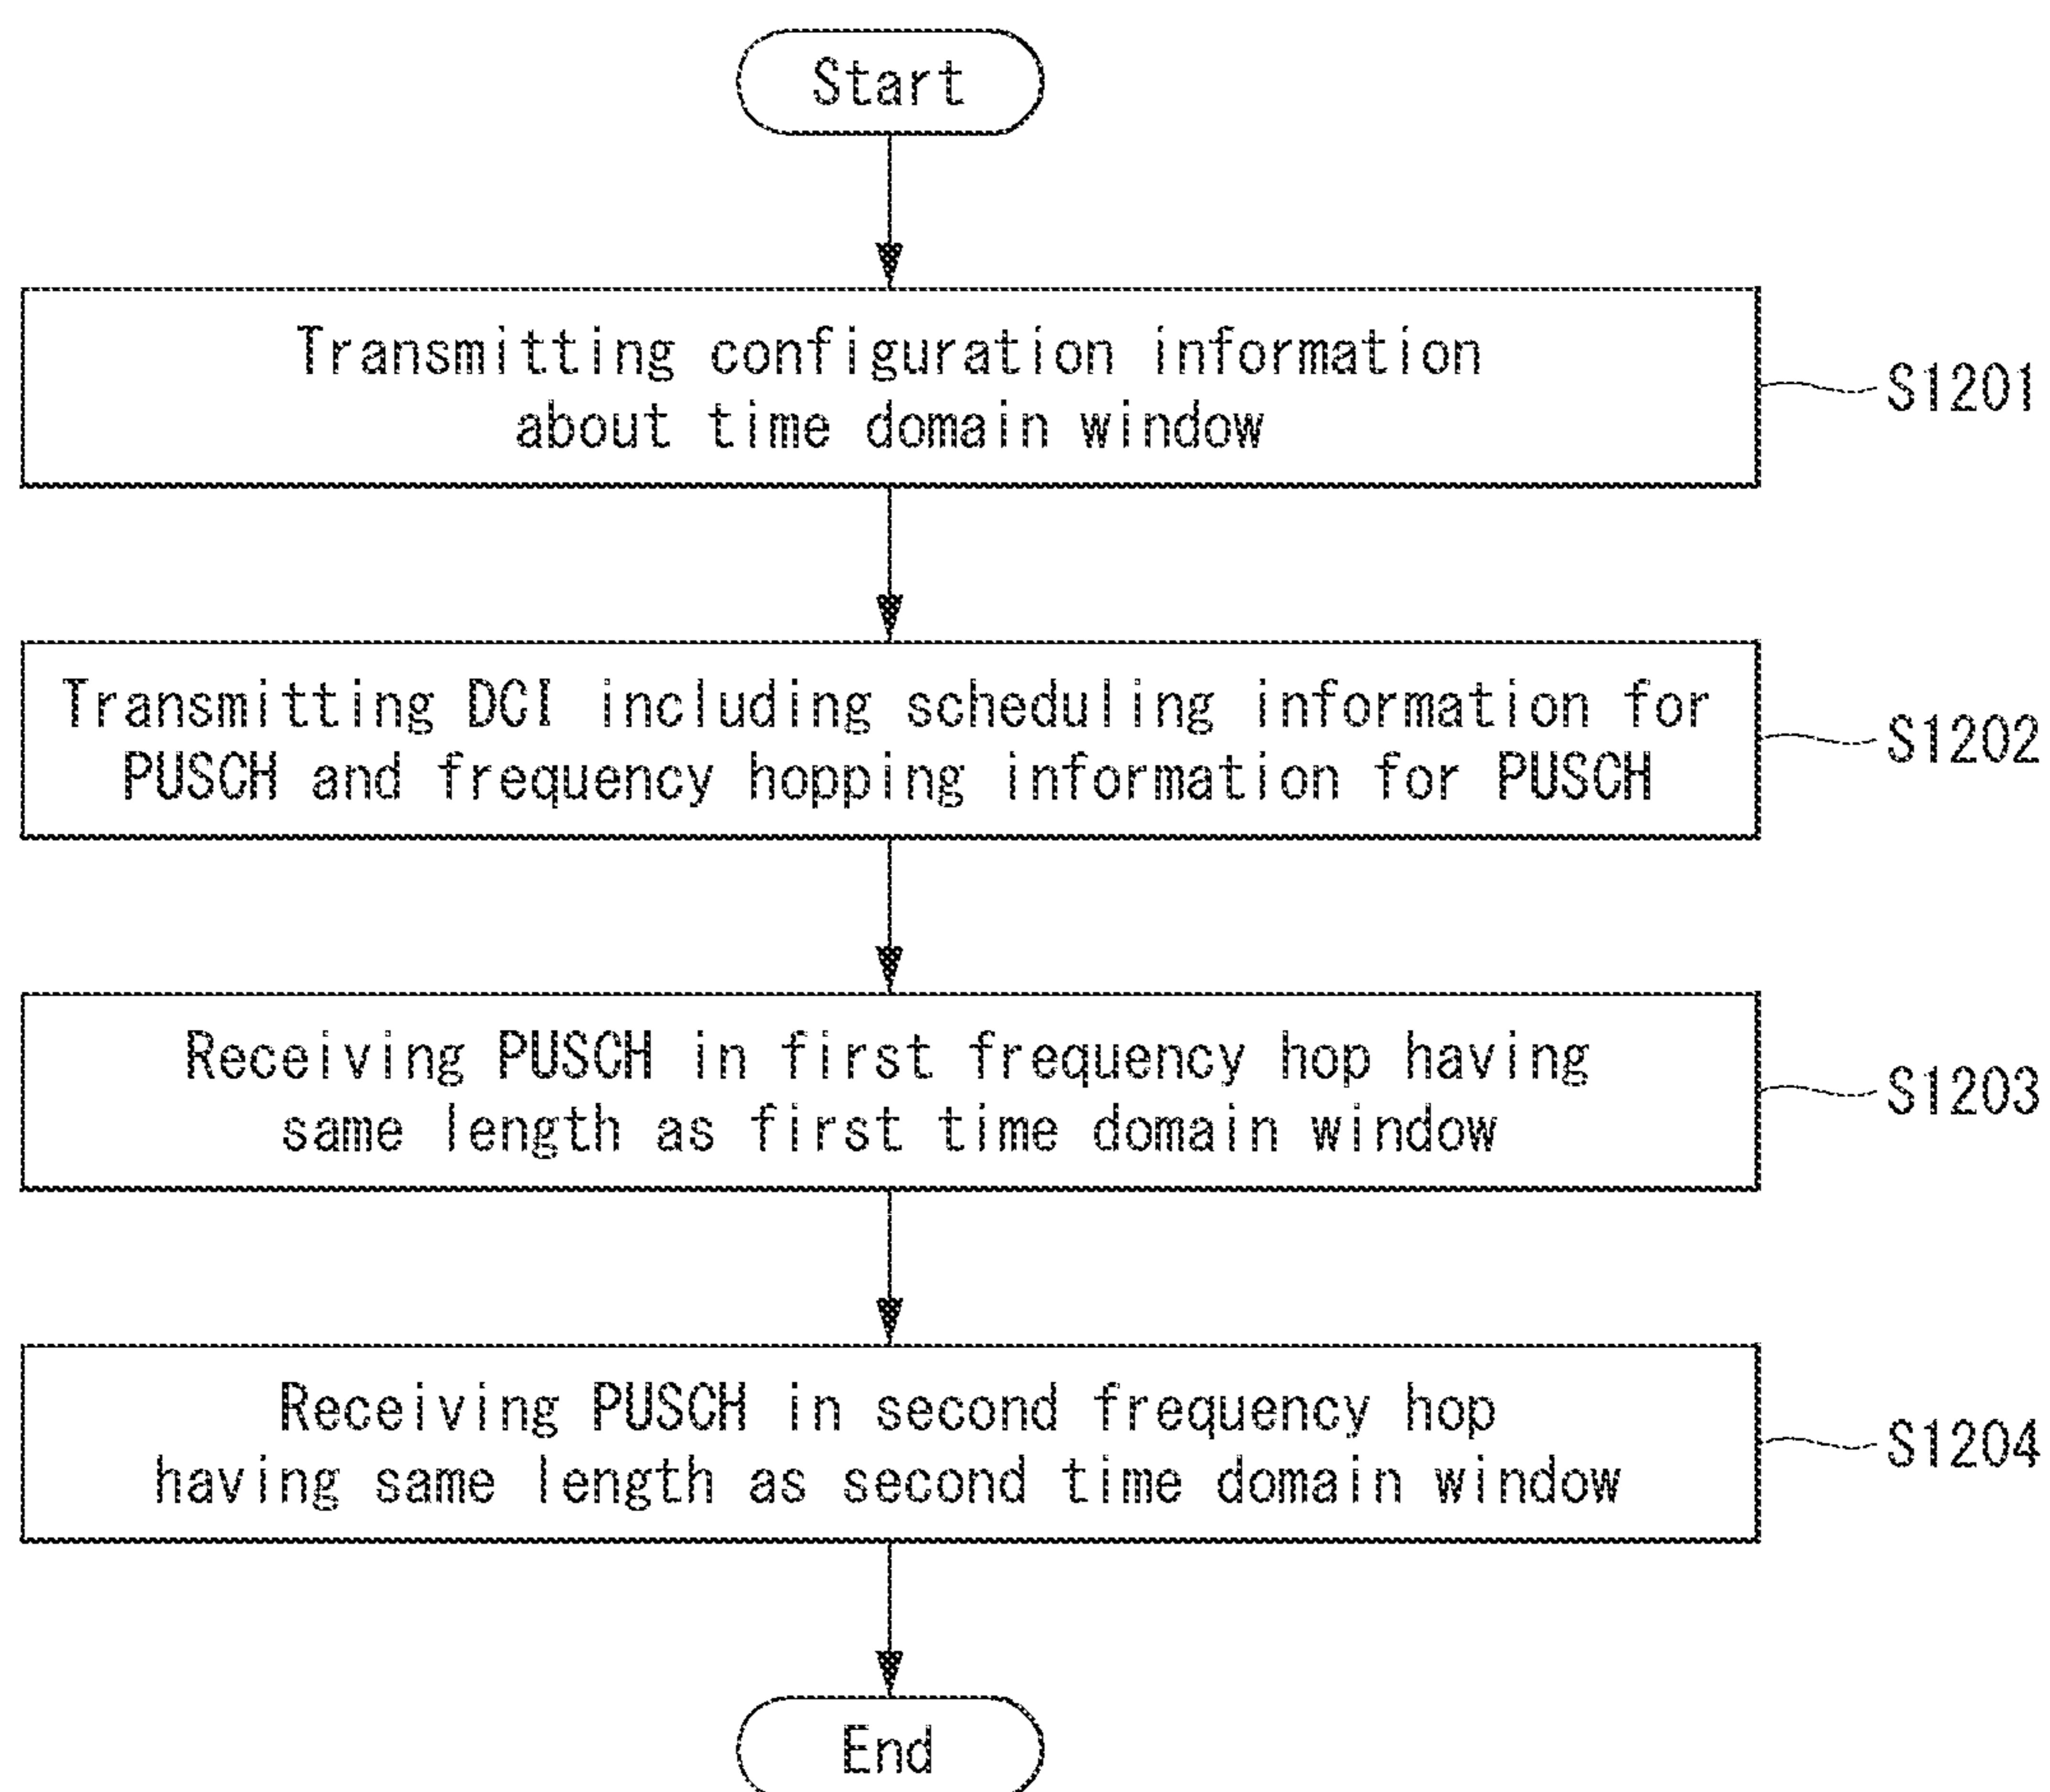 Start
Transmitting configuration information
about time domain window
S1201
Transmitting DCI including scheduling information for
PUSCH and frequency hopping information for PUSCH
S1202
Receiving PUSCH in first frequency hop having
same length as first time domain window
S1203
Receiving PUSCH in second frequency hop
having same length as second time domain window
S1204
End